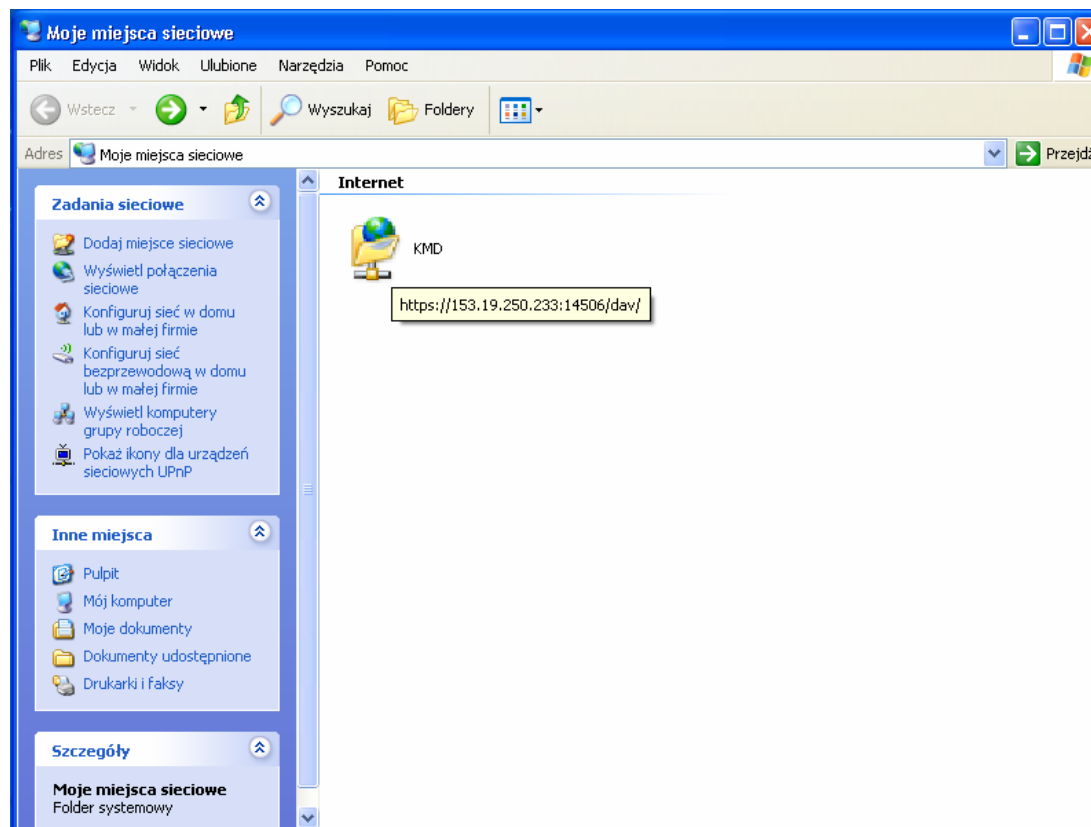 Moje miejsca sieciowe
Plik Edycja Widok Ulubione Narzędzia Pomoc
Wstecz Wyszukaj Foldery
Adres Moje miejsca sieciowe Przejdź
Zadania sieciowe
Dodaj miejsce sieciowe
Wyświetl połączenia
sieciowe
Konfiguruj sieć w domu
lub w małej firmie
Konfiguruj sieć
bezprzewodową w domu
lub w małej firmie
Wyświetl komputery
grupy roboczej
Pokaż ikony dla urządzeń
sieciowych UPnP
Inne miejsca
Pulpit
Mój komputer
Moje dokumenty
Dokumenty udostępnione
Drukarki i faksy
Szczegóły
Moje miejsca sieciowe
Folder systemowy
Internet
KMD
https://153.19.250.233:14506/dav/